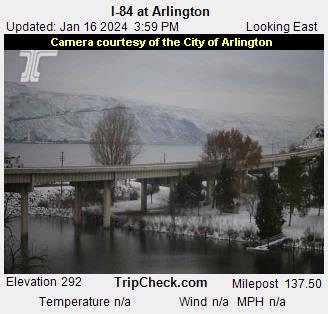 I-84 at Arlington
Updated: Jan 16 2024 3:59 PM Looking East
Camera courtesy of the City of Arlington
Elevation 292 TripCheck.com Milepost 137.50
Temperature n/a Wind n/a MPH n/a